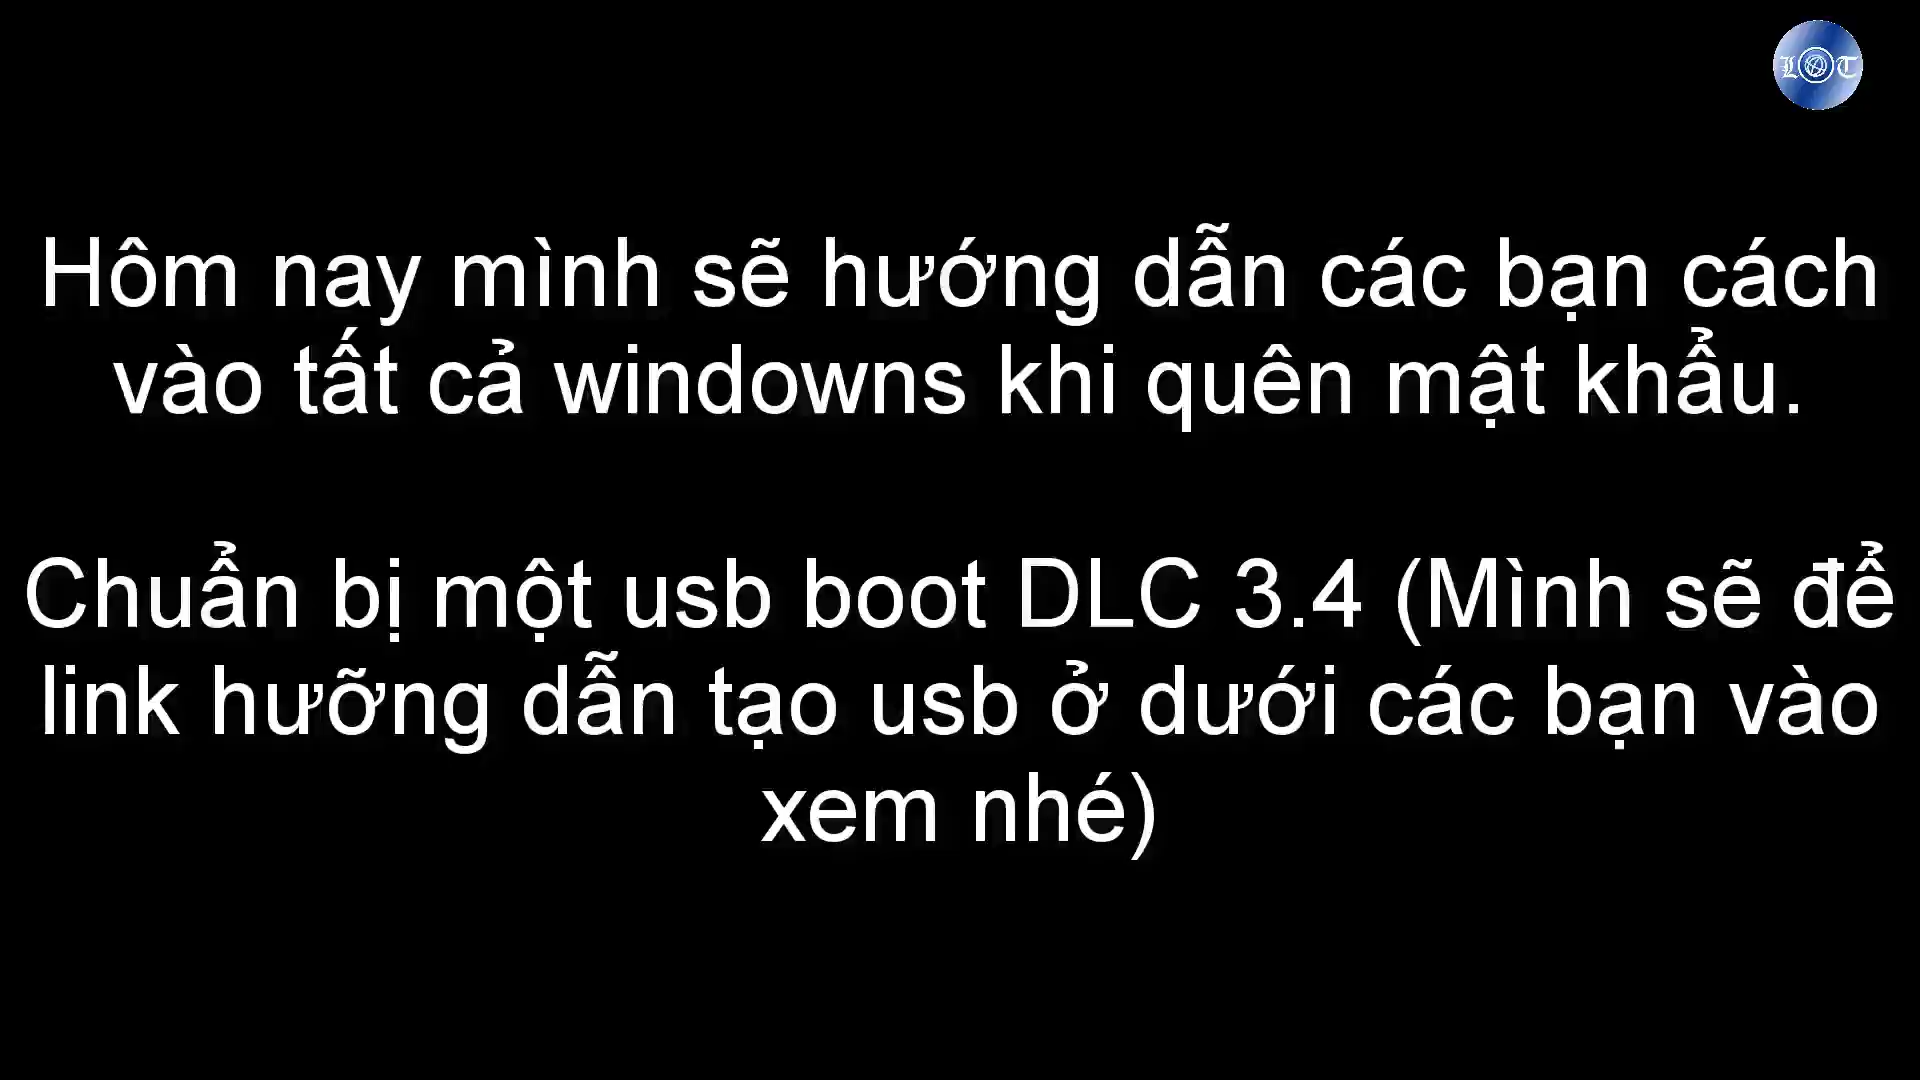 LOT
Hôm nay mình sẽ hướng dẫn các bạn cách
vào tất cả windowns khi quên mật khẩu.
Chuẩn bị một usb boot DLC 3.4 (Mình sẽ để
link hưỡng dẫn tạo usb ở dưới các bạn vào
xem nhé)